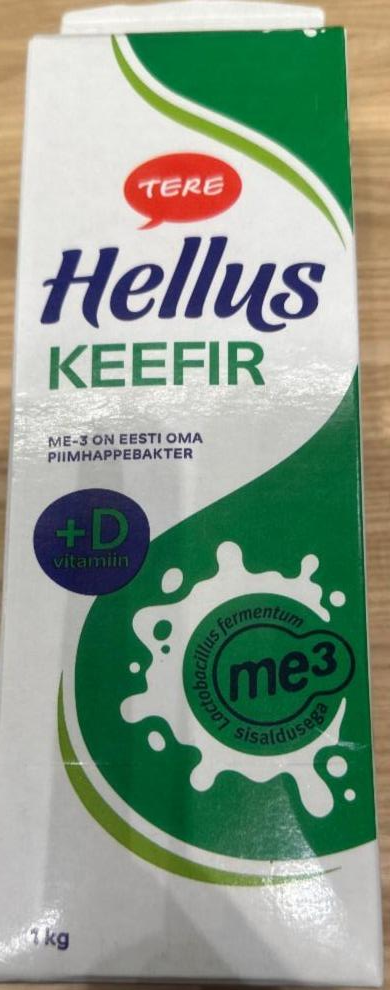 TERE
Hellus
KEEFIR
ME-3 ON EESTI OMA
PIIMHAPPEBAKTER
+D
vitamiin
Lactobacillus fermentum
me3
sisaldusega
1 kg